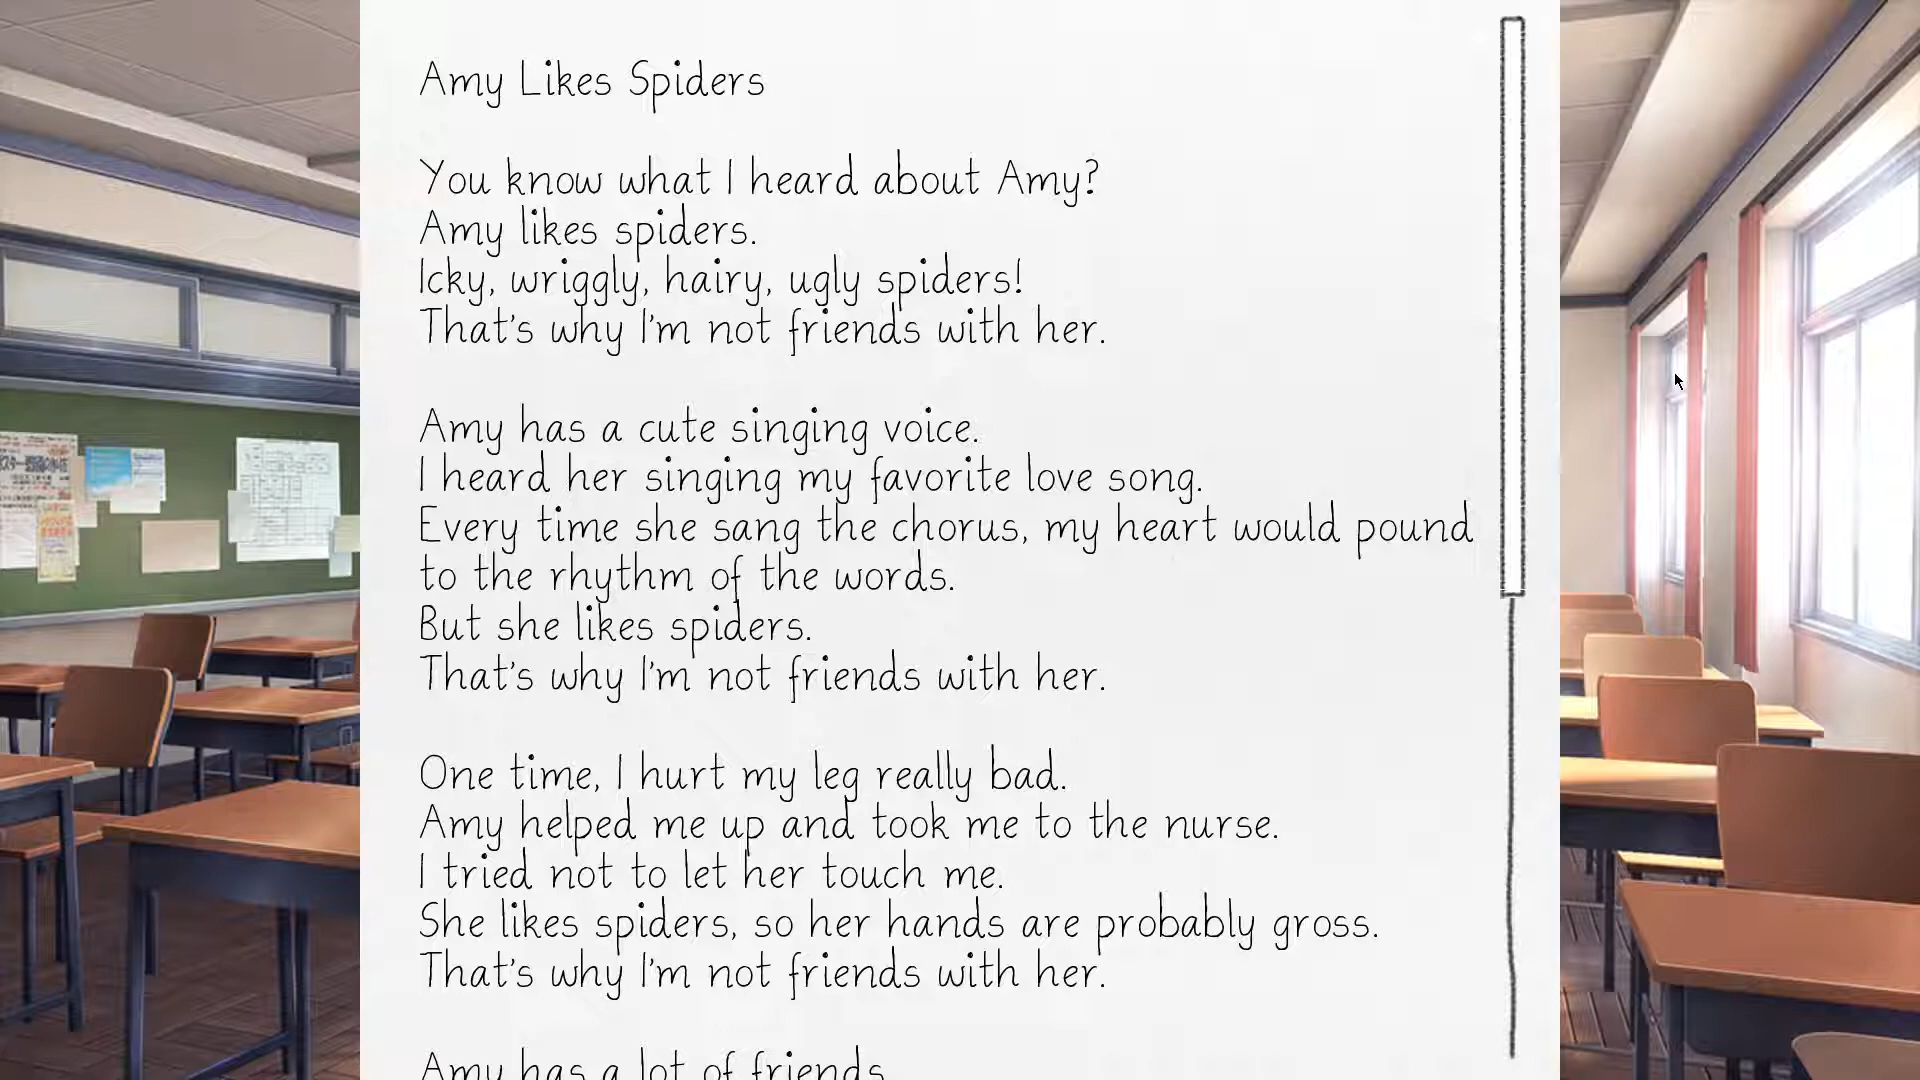 Amy Likes Spiders
You know what I heard about Amy?
Amy likes spiders.
Icky, wriggly, hairy, ugly spiders!
That's why I'm not friends with her.
Amy has a cute singing voice.
I heard her singing my favorite love song.
Every time she sang the chorus, my heart would pound
to the rhythm of the words.
But she likes spiders.
That's why I'm not friends with her.
One time, I hurt my leg really bad.
Amy helped me up and took me to the nurse.
I tried not to let her touch me.
She likes spiders, so her hands are probably gross.
That's why I'm not friends with her.
Amy has a lot of friends